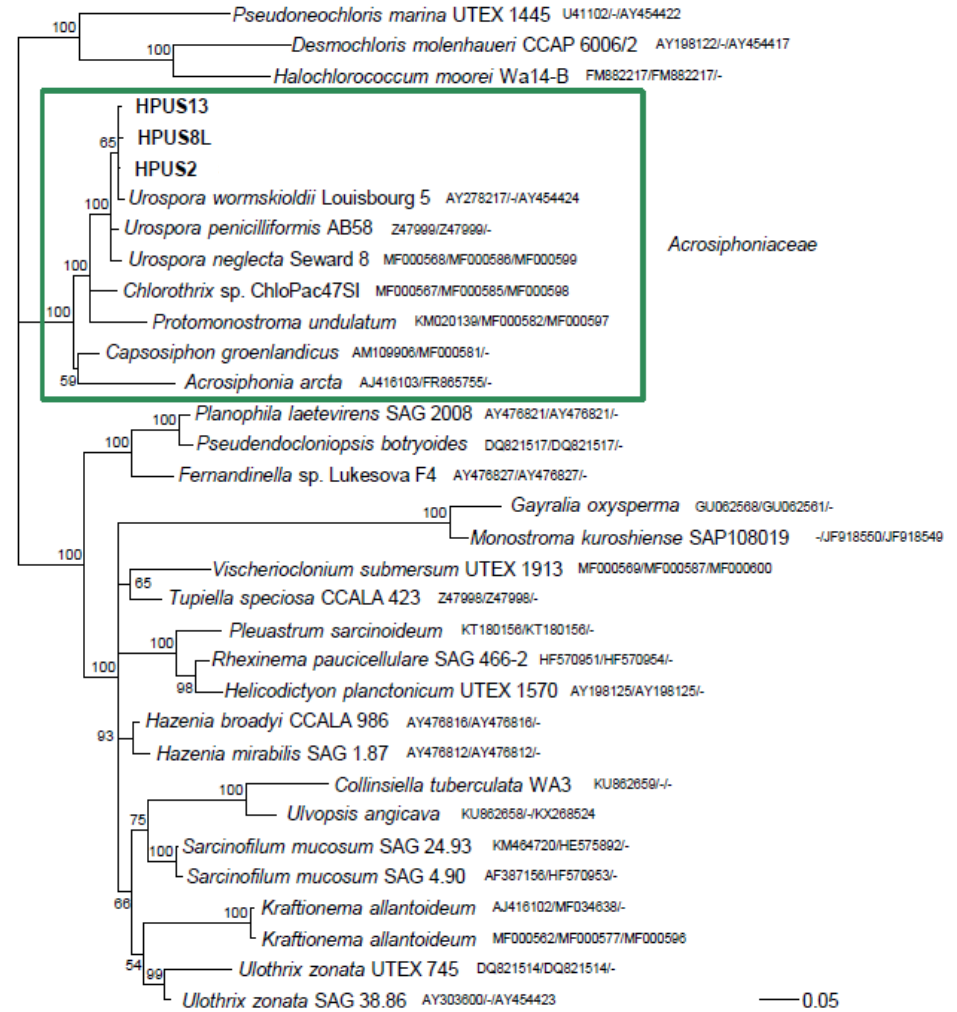 Pseudoneochloris marina UTEX 1445 U41102/-/AY454422
100
Desmochloris molenhaueri CCAP 6006/2 AY198122/-/AY454417
100
Halochlorococcum moorei Wa14-B FM882217/FM882217/-
HPUS13
65
HPUS8L
HPUS2
Urospora wormskioldii Louisbourg 5 AY278217/-/AY454424
100
Urospora penicilliformis AB58 Z47999/Z47999/-
Acrosiphoniaceae
Urospora neglecta Seward 8 MF000568/MF000586/MF000599
100
Chlorothrix sp. ChloPac47SI MF000567/MF000585/MF000598
100
Protomonostroma undulatum KM020139/MF000582/MF000597
Capsosiphon groenlandicus AM109906/MF000581/-
59
Acrosiphonia arcta AJ416103/FR865755/-
Planophila laetevirens SAG 2008 AY476821/AY476821/-
100
100
Pseudendocloniopsis botryoides DQ821517/DQ821517/-
Fernandinella sp. Lukesova F4 AY476827/AY476827/-
Gayralia oxysperma GU062568/GU062561/-
100
Monostroma kuroshiense SAP108019 -/JF918550/JF918549
100
Vischerioclonium submersum UTEX 1913 MF000569/MF000587/MF000600
65
Tupiella speciosa CCALA 423 Z47998/Z47998/-
Pleuastrum sarcinoideum KT180156/KT180156/-
100
Rhexinema paucicellulare SAG 466-2 HF570951/HF570954/-
100
98
Helicodictyon planctonicum UTEX 1570 AY198125/AY198125/-
Hazenia broadyi CCALA 986 AY476816/AY476816/-
93
Hazenia mirabilis SAG 1.87 AY476812/AY476812/-
Collinsiella tuberculata WA3 KU862659/-/-
100
Ulvopsis angicava KU862658/-/KX268524
75
Sarcinofilum mucosum SAG 24.93 KM464720/HE575892/-
100
Sarcinofilum mucosum SAG 4.90 AF387156/HF570953/-
66
Kraftionema allantoideum AJ416102/MF034638/-
100
Kraftionema allantoideum MF000562/MF000577/MF000596
54
Ulothrix zonata UTEX 745 DQ821514/DQ821514/-
99
Ulothrix zonata SAG 38.86 AY303600/-/AY454423
0.05